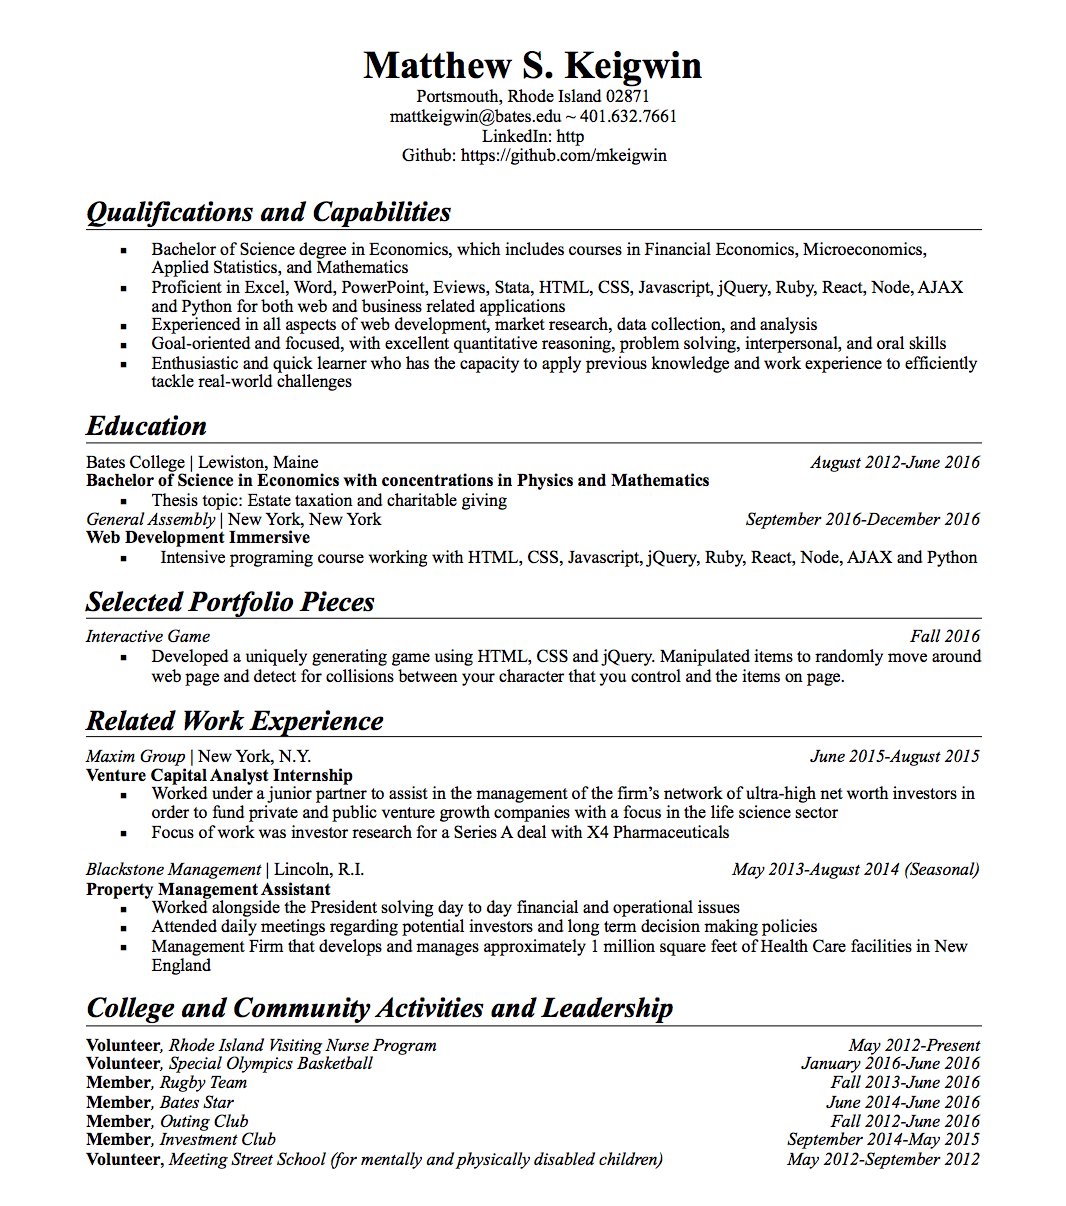 Matthew S. Keigwin
Portsmouth, Rhode Island 02871
mattkeigwin@bates.edu ~ 401.632.7661
LinkedIn: http
Github: https://github.com/mkeigwin
Qualifications and Capabilities
▪ Bachelor of Science degree in Economics, which includes courses in Financial Economics, Microeconomics,
Applied Statistics, and Mathematics
▪ Proficient in Excel, Word, PowerPoint, Eviews, Stata, HTML, CSS, Javascript, jQuery, Ruby, React, Node, AJAX
and Python for both web and business related applications
▪ Experienced in all aspects of web development, market research, data collection, and analysis
▪ Goal-oriented and focused, with excellent quantitative reasoning, problem solving, interpersonal, and oral skills
▪ Enthusiastic and quick learner who has the capacity to apply previous knowledge and work experience to efficiently
tackle real-world challenges
Education
Bates College | Lewiston, Maine August 2012-June 2016
Bachelor of Science in Economics with concentrations in Physics and Mathematics
▪ Thesis topic: Estate taxation and charitable giving
General Assembly | New York, New York September 2016-December 2016
Web Development Immersive
▪ Intensive programing course working with HTML, CSS, Javascript, jQuery, Ruby, React, Node, AJAX and Python
Selected Portfolio Pieces
Interactive Game Fall 2016
▪ Developed a uniquely generating game using HTML, CSS and jQuery. Manipulated items to randomly move around
web page and detect for collisions between your character that you control and the items on page.
Related Work Experience
Maxim Group | New York, N.Y. June 2015-August 2015
Venture Capital Analyst Internship
▪ Worked under a junior partner to assist in the management of the firm's network of ultra-high net worth investors in
order to fund private and public venture growth companies with a focus in the life science sector
▪ Focus of work was investor research for a Series A deal with X4 Pharmaceuticals
Blackstone Management | Lincoln, R.I. May 2013-August 2014 (Seasonal)
Property Management Assistant
▪ Worked alongside the President solving day to day financial and operational issues
▪ Attended daily meetings regarding potential investors and long term decision making policies
▪ Management Firm that develops and manages approximately 1 million square feet of Health Care facilities in New
England
College and Community Activities and Leadership
Volunteer, Rhode Island Visiting Nurse Program May 2012-Present
Volunteer, Special Olympics Basketball January 2016-June 2016
Member, Rugby Team Fall 2013-June 2016
Member, Bates Star June 2014-June 2016
Member, Outing Club Fall 2012-June 2016
Member, Investment Club September 2014-May 2015
Volunteer, Meeting Street School (for mentally and physically disabled children) May 2012-September 2012